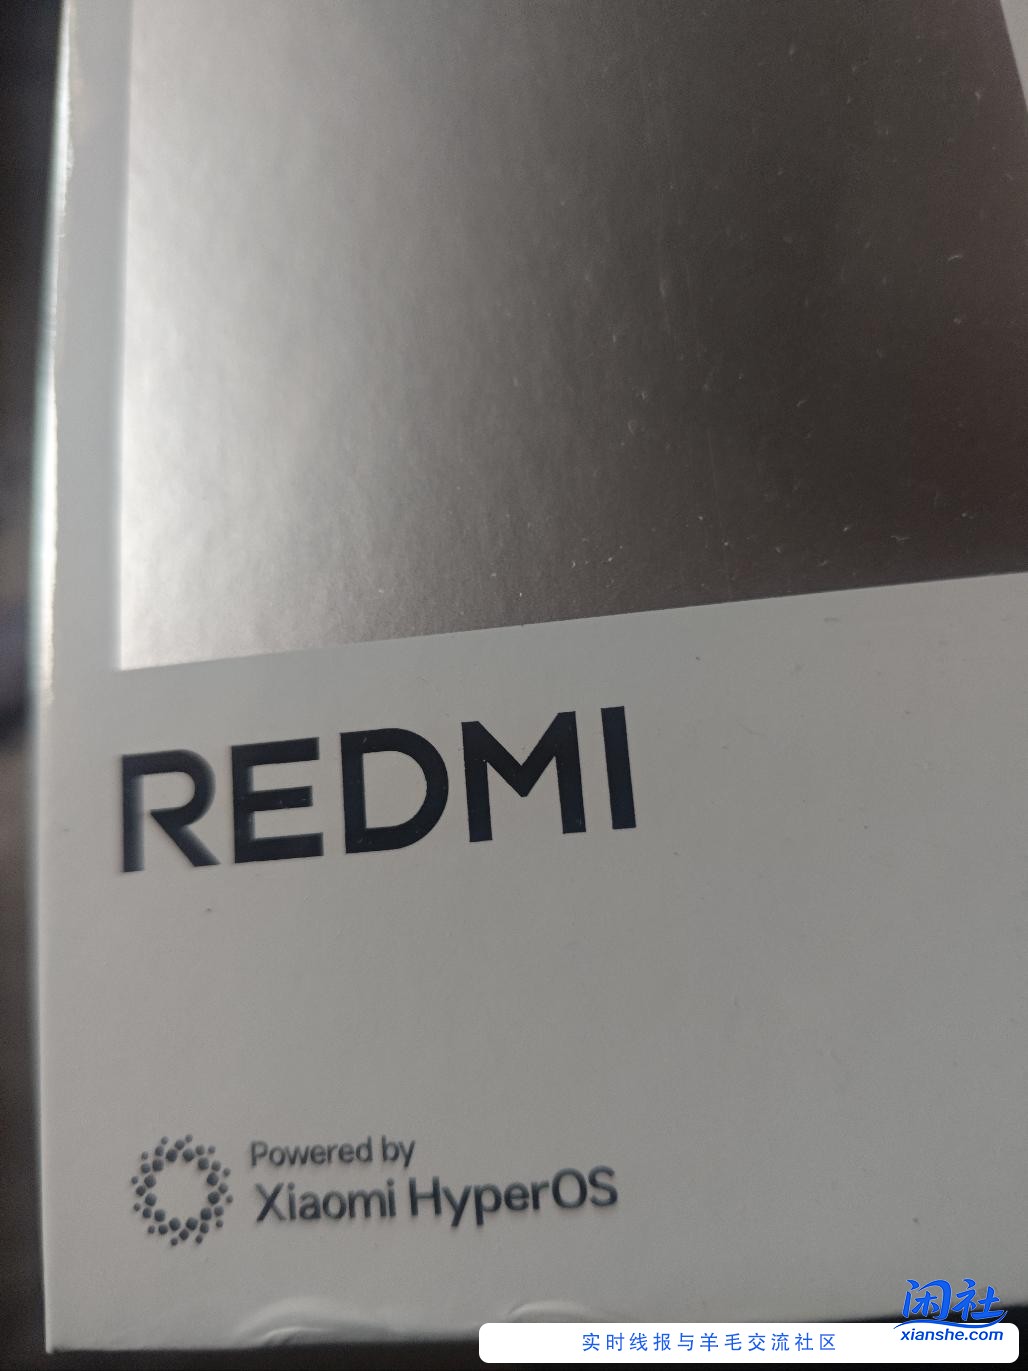 REDMI
Powered by
Xiaomi HyperOS
闲社
xianshe.com
实时线报与羊毛交流社区